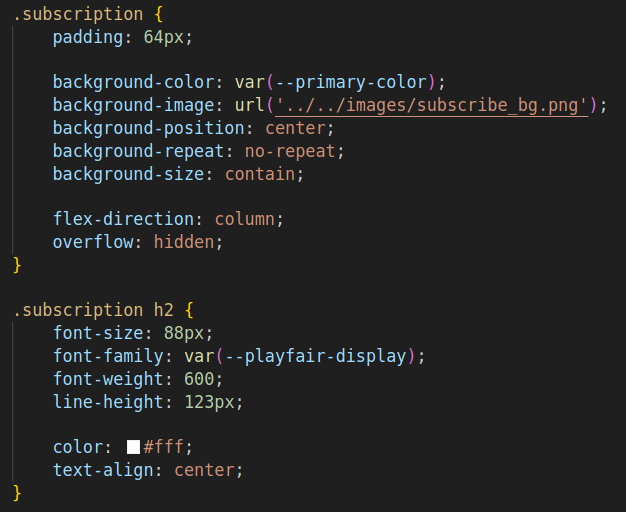 .subscription {
    padding: 64px;

    background-color: var(--primary-color);
    background-image: url('../../images/subscribe_bg.png');
    background-position: center;
    background-repeat: no-repeat;
    background-size: contain;

    flex-direction: column;
    overflow: hidden;
}

.subscription h2 {
    font-size: 88px;
    font-family: var(--playfair-display);
    font-weight: 600;
    line-height: 123px;

    color: #fff;
    text-align: center;
}